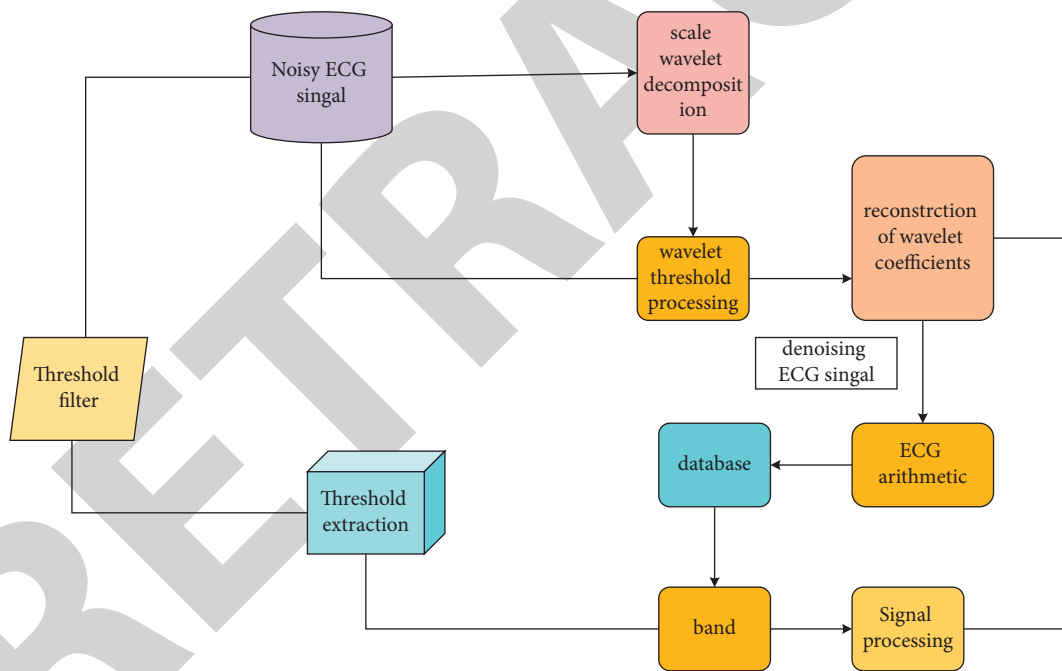 Noisy ECG
singal
scale
wavelet
decomposit
ion
wavelet
threshold
processing
reconstrction
of wavelet
coefficients
Threshold
filter
denoising
ECG singal
Threshold
extraction
database
ECG
arithmetic
band
Signal
processing
RETRAC